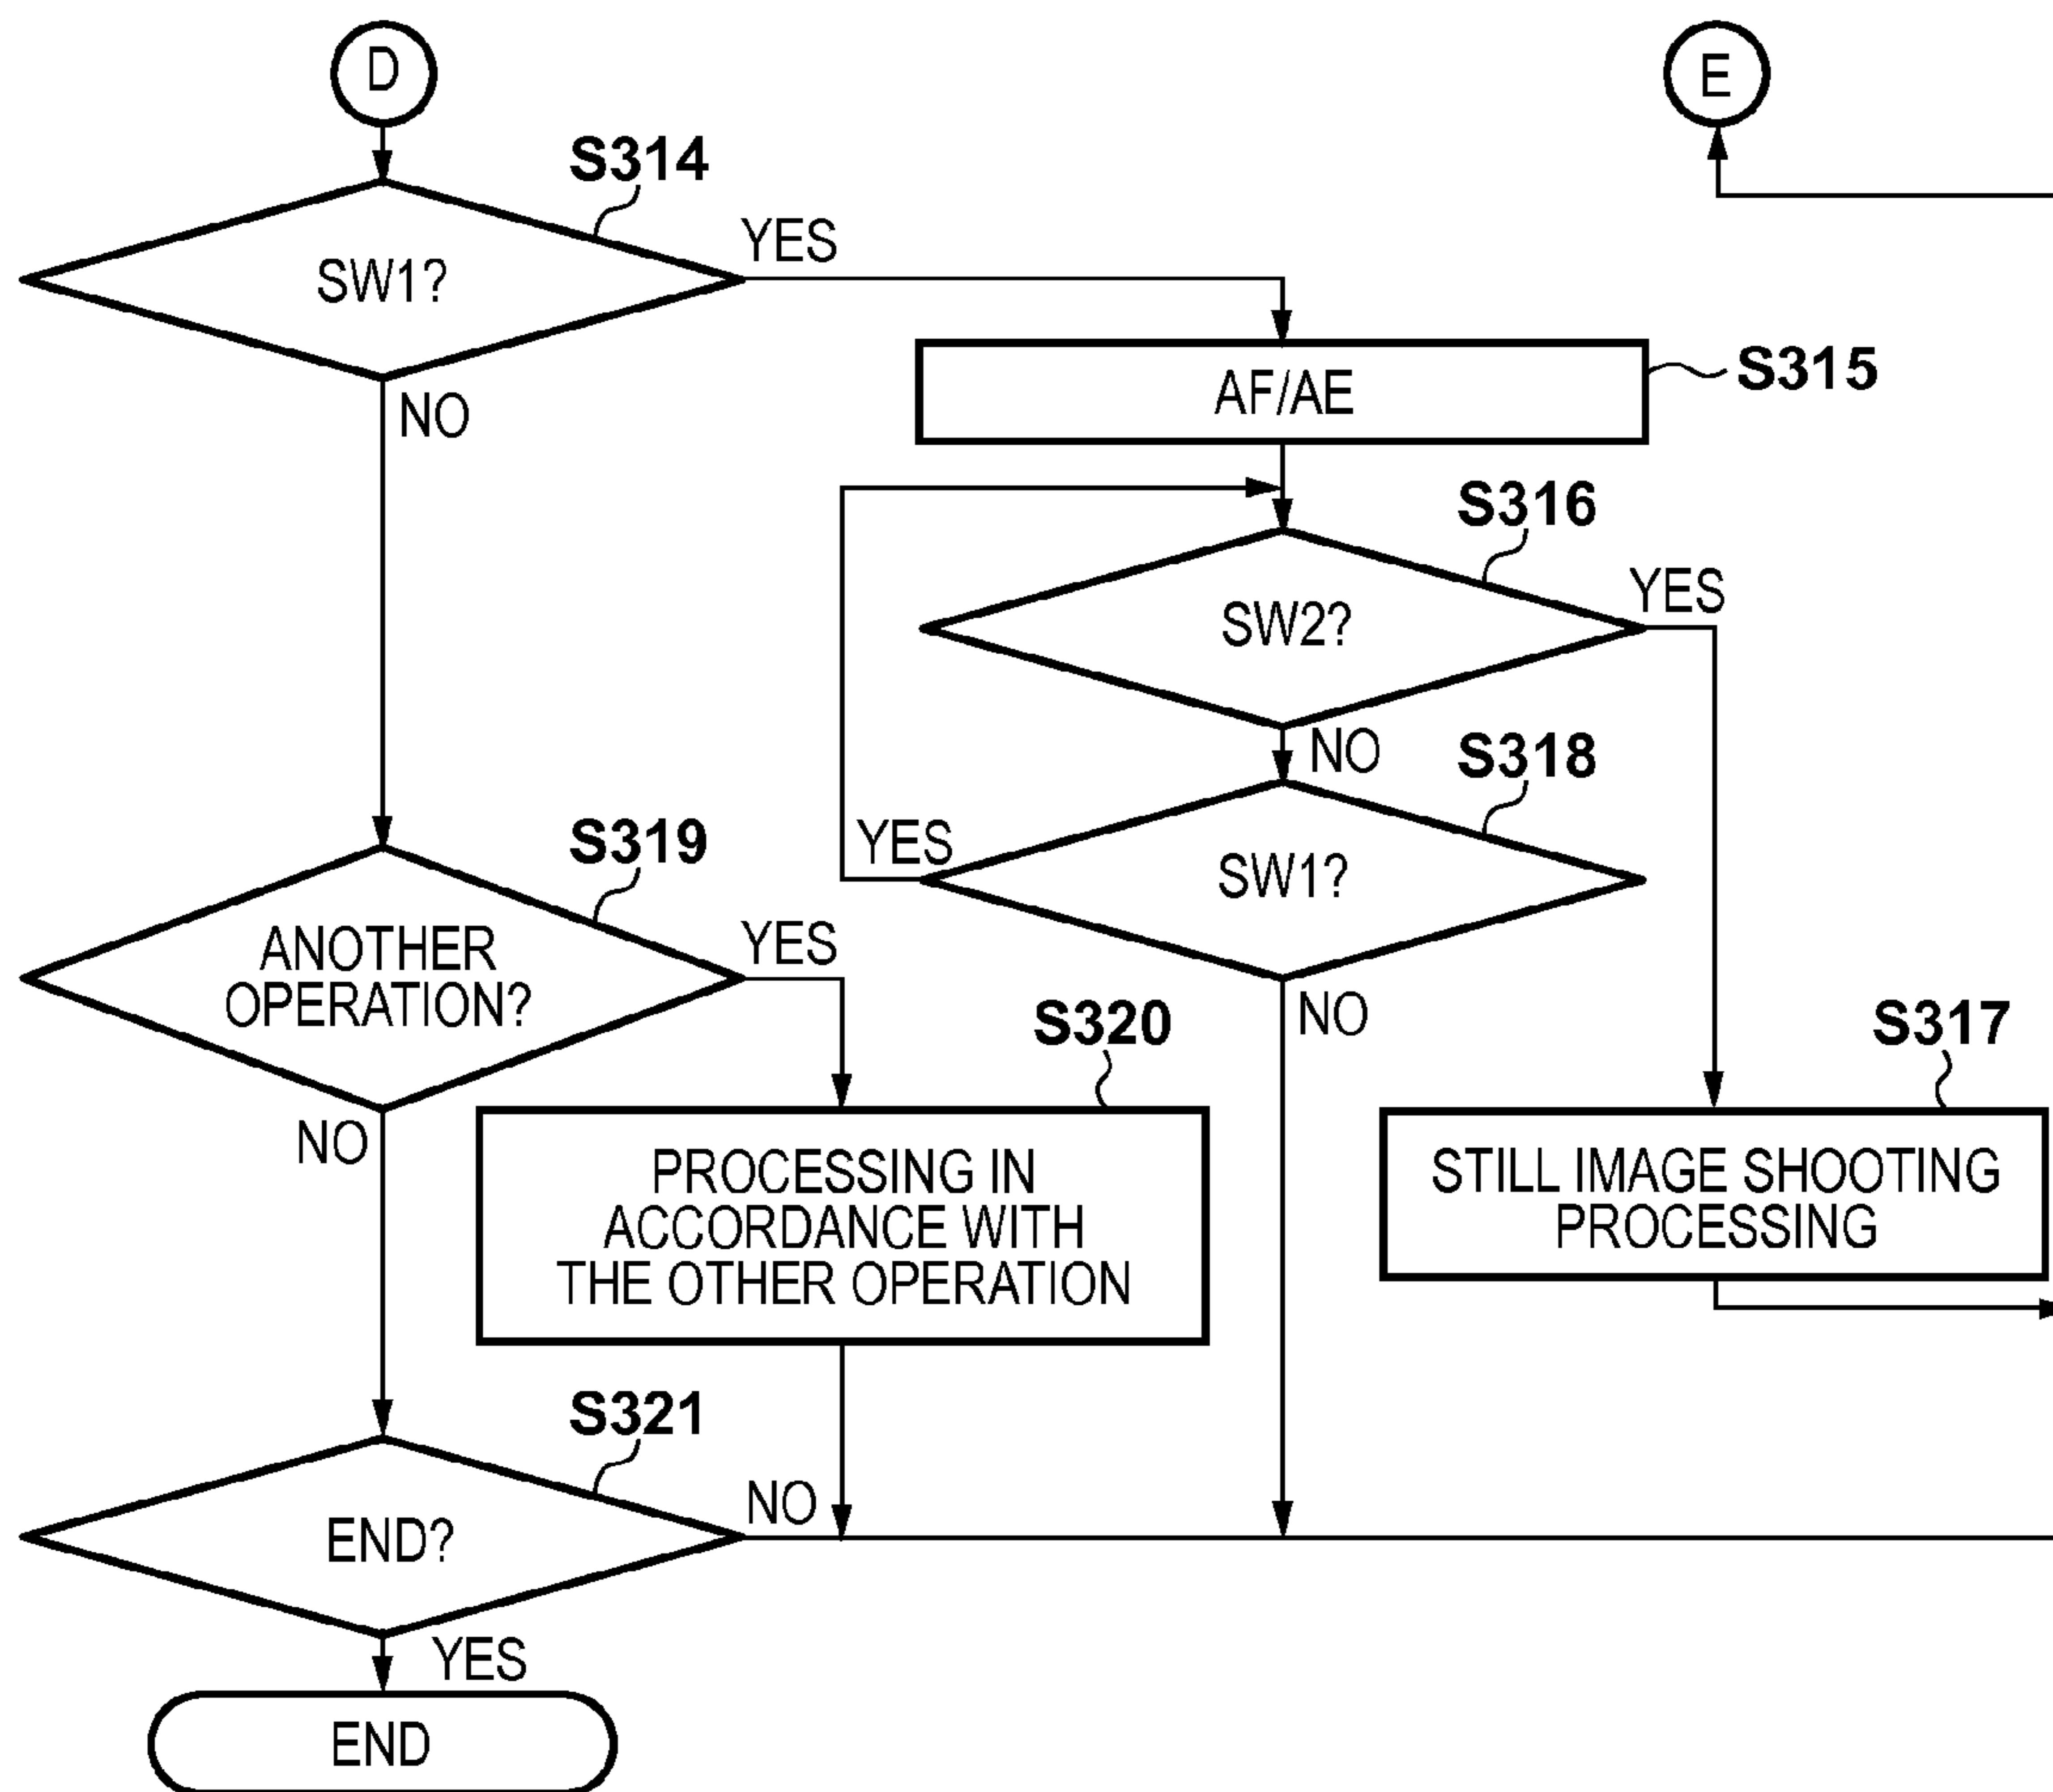 D
E
S314
SW1?
YES
NO
AF/AE
S315
S316
SW2?
YES
NO
S318
SW1?
YES
NO
S319
ANOTHER
OPERATION?
YES
NO
S320
PROCESSING IN
ACCORDANCE WITH
THE OTHER OPERATION
S317
STILL IMAGE SHOOTING
PROCESSING
S321
END?
NO
YES
END